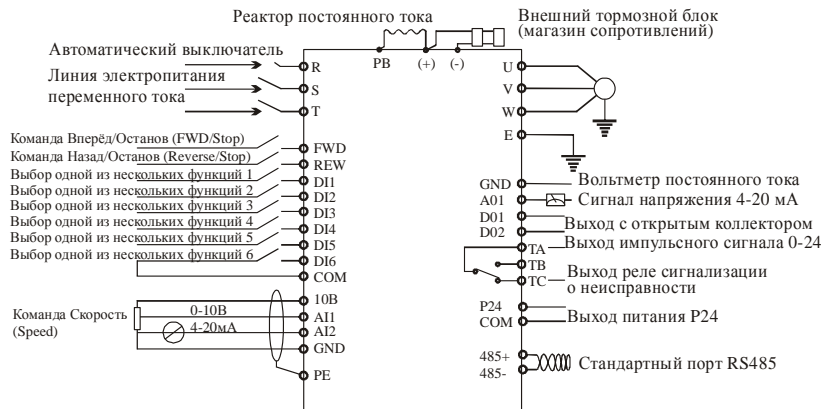 Реактор постоянного тока
Внешний тормозной блок
(магазин сопротивлений)
Автоматический выключатель
Линия электропитания
переменного тока
PB (+) (-)
R
S
T
U
V
W
E
Команда Вперёд/Останов (FWD/Stop)
FWD
Команда Назад/Останов (Reverse/Stop)
REW
Выбор одной из нескольких функций 1
DI1
Выбор одной из нескольких функций 2
DI2
Выбор одной из нескольких функций 3
DI3
Выбор одной из нескольких функций 4
DI4
Выбор одной из нескольких функций 5
DI5
Выбор одной из нескольких функций 6
DI6
COM
GND
Вольтметр постоянного тока
A01
Сигнал напряжения 4-20 мА
D01
D02
Выход с открытым коллектором
TA
Выход импульсного сигнала 0-24
TB
TC
Выход реле сигнализации
о неисправности
P24
COM
Выход питания P24
485+
485-
Стандартный порт RS485
Команда Скорость
(Speed)
0-10В
4-20мА
10В
AI1
AI2
GND
PE